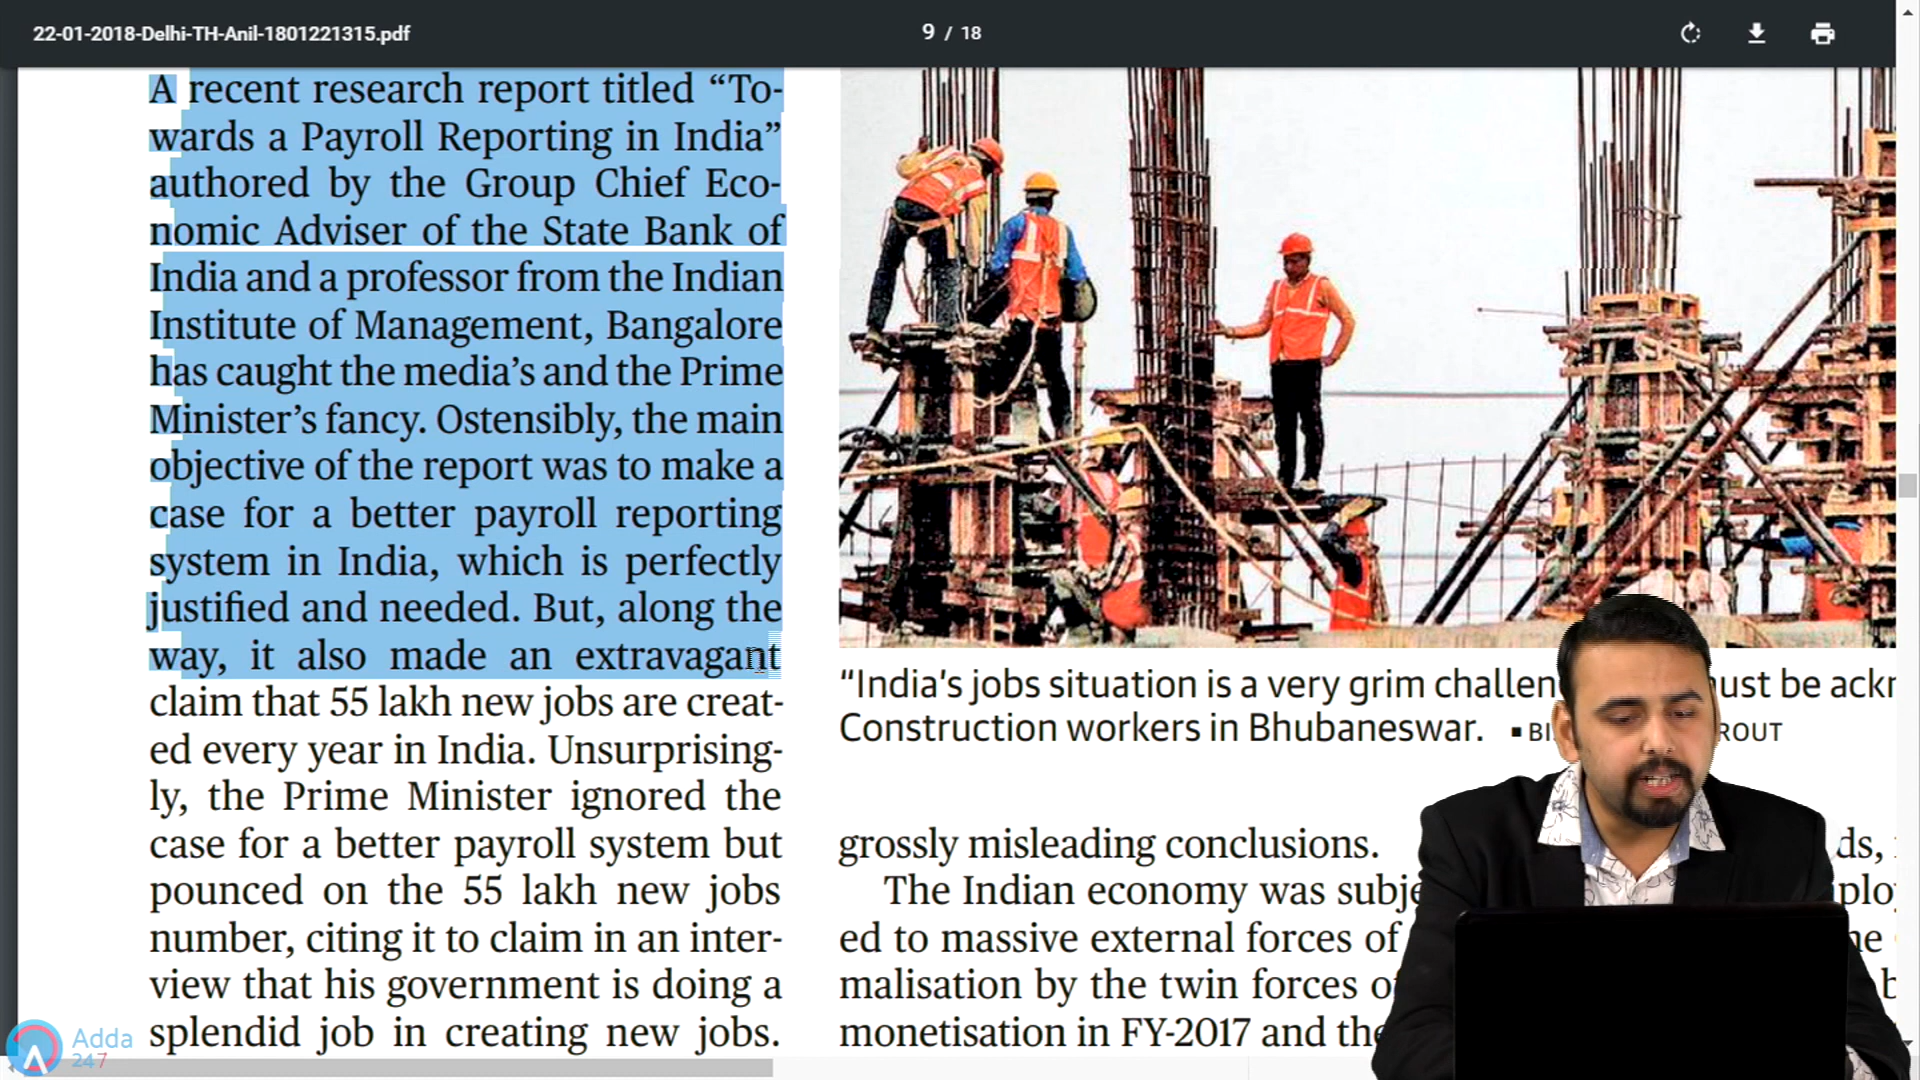 22-01-2018-Delhi-TH-Anil-1801221315.pdf
9 / 18
A recent research report titled “To-
wards a Payroll Reporting in India”
authored by the Group Chief Eco-
nomic Adviser of the State Bank of
India and a professor from the Indian
Institute of Management, Bangalore
has caught the media’s and the Prime
Minister’s fancy. Ostensibly, the main
objective of the report was to make a
case for a better payroll reporting
system in India, which is perfectly
justified and needed. But, along the
way, it also made an extravagant
claim that 55 lakh new jobs are creat-
ed every year in India. Unsurprising-
ly, the Prime Minister ignored the
case for a better payroll system but
pounced on the 55 lakh new jobs
number, citing it to claim in an inter-
view that his government is doing a
splendid job in creating new jobs.
“India’s jobs situation is a very grim must be
Construction workers in Bhubaneswar.
grossly misleading conclusions.
The Indian economy was
ed to massive external forces of
malisation by the twin forces
monetisation in FY-2017 and
Adda
247